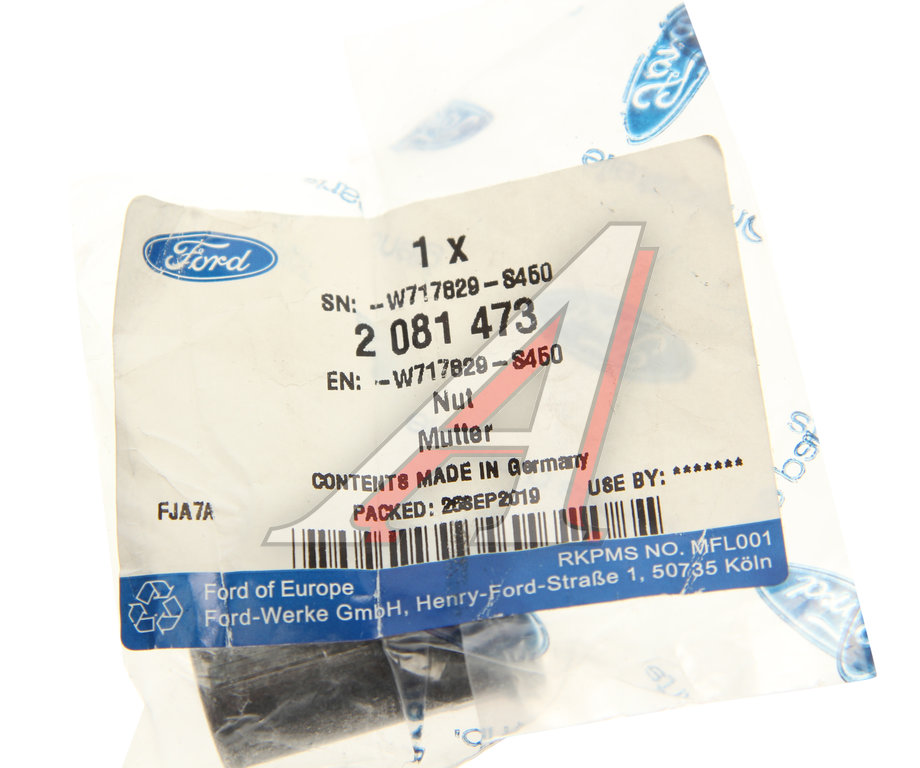 Ford
1 X
SN: -W717829-S450
2 081 473
EN: -W717829-S450
Nut
Mutter
CONTENTS MADE IN Germany
FJA7A
PACKED: 26SEP2019
USE BY: *******
RKPMS NO. MFL001
Ford of Europe
Ford-Werke GmbH, Henry-Ford-Straße 1, 50735 Köln